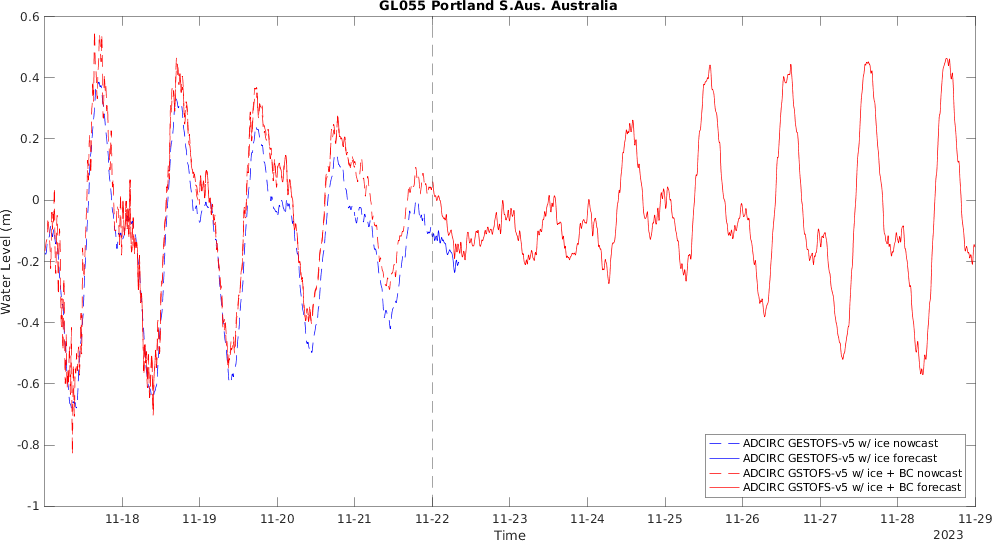 GL055 Portland S.Aus. Australia
Water Level (m)
0.6
0.4
0.2
0
-0.2
-0.4
-0.6
-0.8
-1
11-18 11-19 11-20 11-21 11-22 11-23 11-24 11-25 11-26 11-27 11-28 11-29
Time
2023
ADCIRC GESTOFS-v5 w/ ice nowcast
ADCIRC GESTOFS-v5 w/ ice forecast
ADCIRC GSTOFS-v5 w/ ice + BC nowcast
ADCIRC GSTOFS-v5 w/ ice + BC forecast